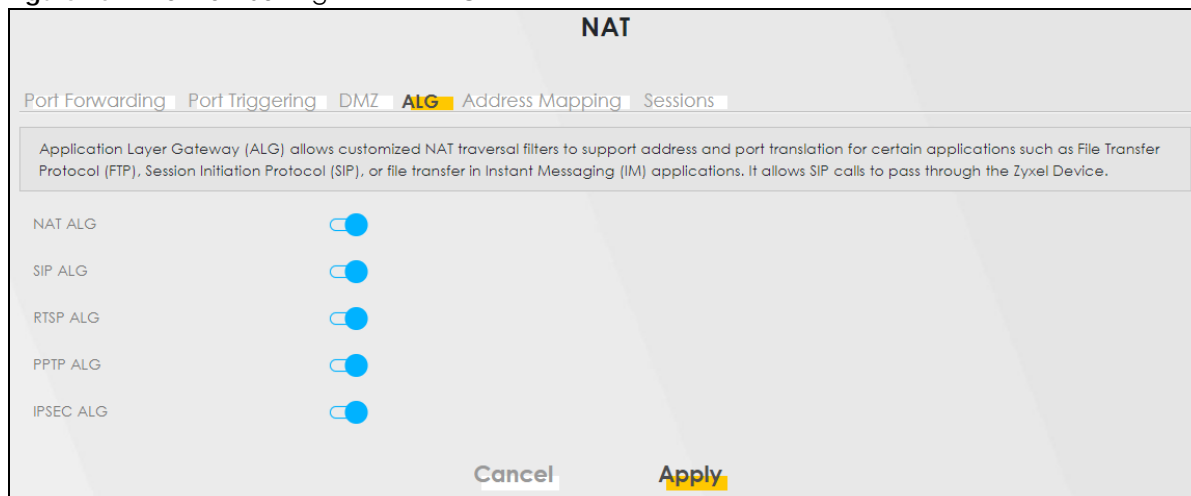 NAT
Port Forwarding Port Triggering DMZ ALG Address Mapping Sessions
Application Layer Gateway (ALG) allows customized NAT traversal filters to support address and port translation for certain applications such as File Transfer
Protocol (FTP), Session Initiation Protocol (SIP), or file transfer in Instant Messaging (IM) applications. It allows SIP calls to pass through the Zyxel Device.
NAT ALG
SIP ALG
RTSP ALG
PPTP ALG
IPSEC ALG
Cancel Apply